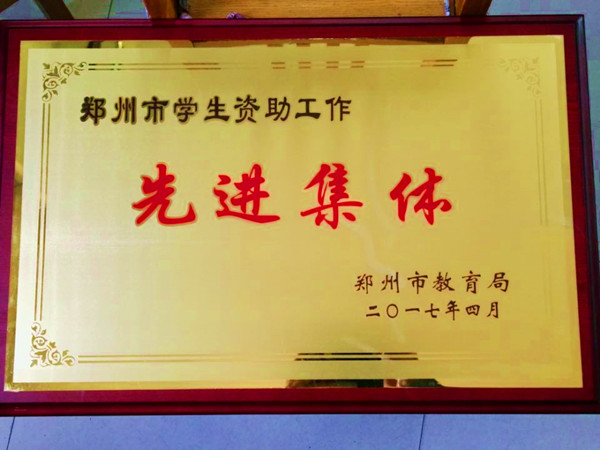 郑州市学生资助工作
先进集体
郑州市教育局
二〇一七年四月